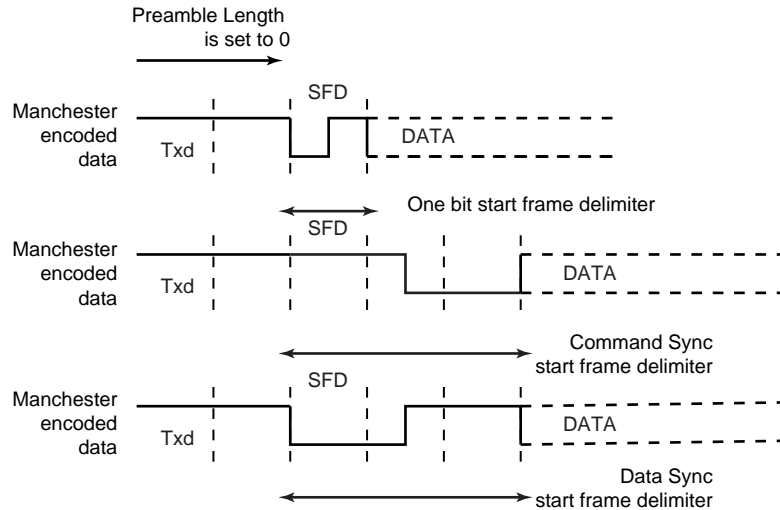 Preamble Length
is set to 0
SFD
Manchester
encoded
data
Txd
DATA
One bit start frame delimiter
SFD
Manchester
encoded
data
Txd
DATA
Command Sync
start frame delimiter
SFD
Manchester
encoded
data
Txd
DATA
Data Sync
start frame delimiter